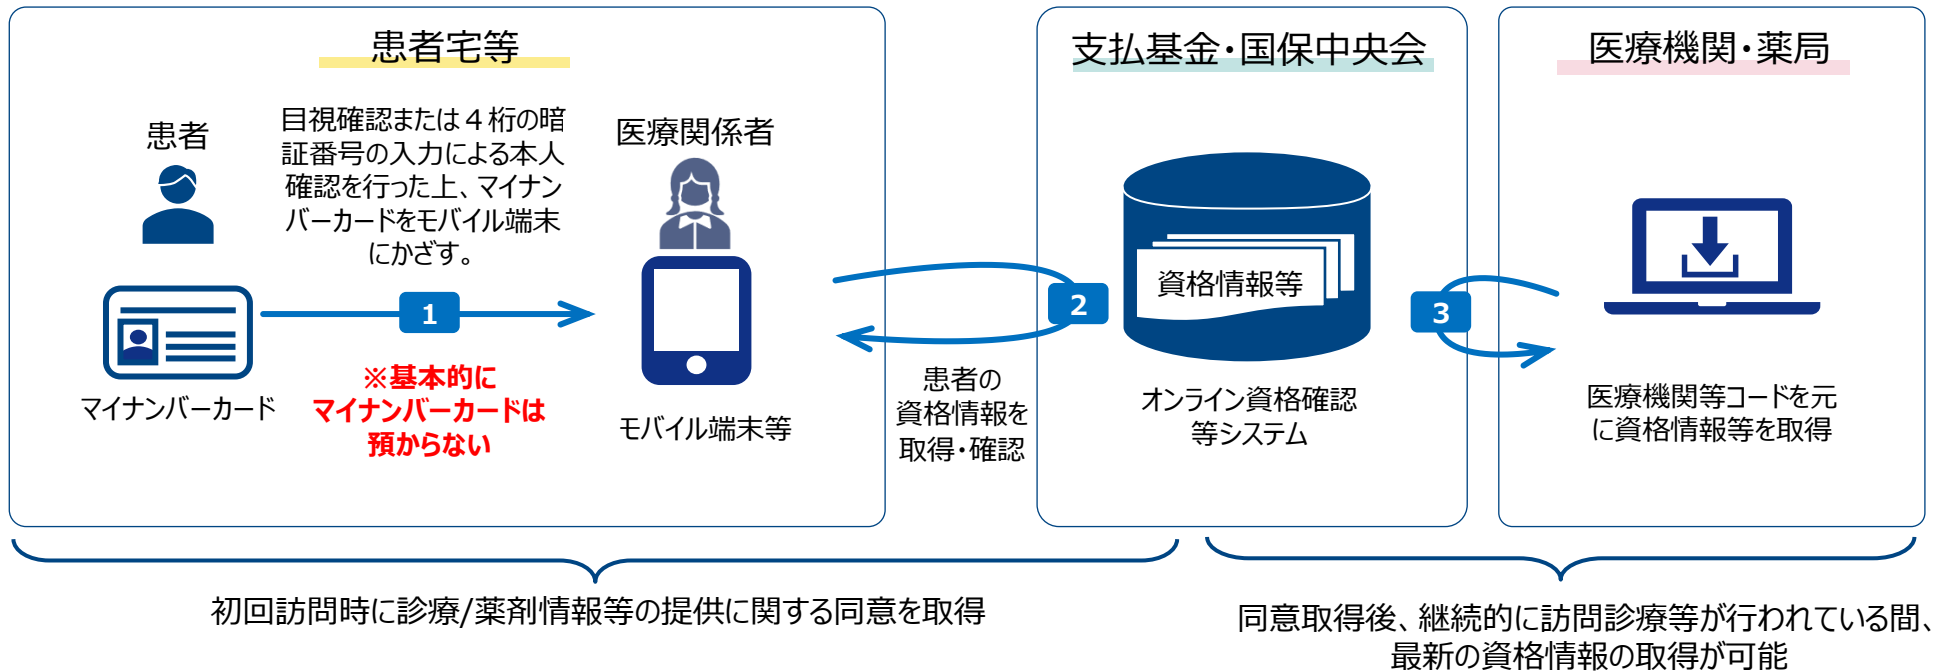 患者宅等
患者
目視確認または４桁の暗
証番号の入力による本人
確認を行った上、マイナン
バーカードをモバイル端末
にかざす。
医療関係者
1
マイナンバーカード
※基本的に
マイナンバーカードは
預からない
モバイル端末等
2
患者の
資格情報を
取得・確認
支払基金・国保中央会
資格情報等
オンライン資格確認
等システム
3
医療機関・薬局
医療機関等コードを元
に資格情報等を取得
初回訪問時に診療/薬剤情報等の提供に関する同意を取得
同意取得後、継続的に訪問診療等が行われている間、
最新の資格情報の取得が可能